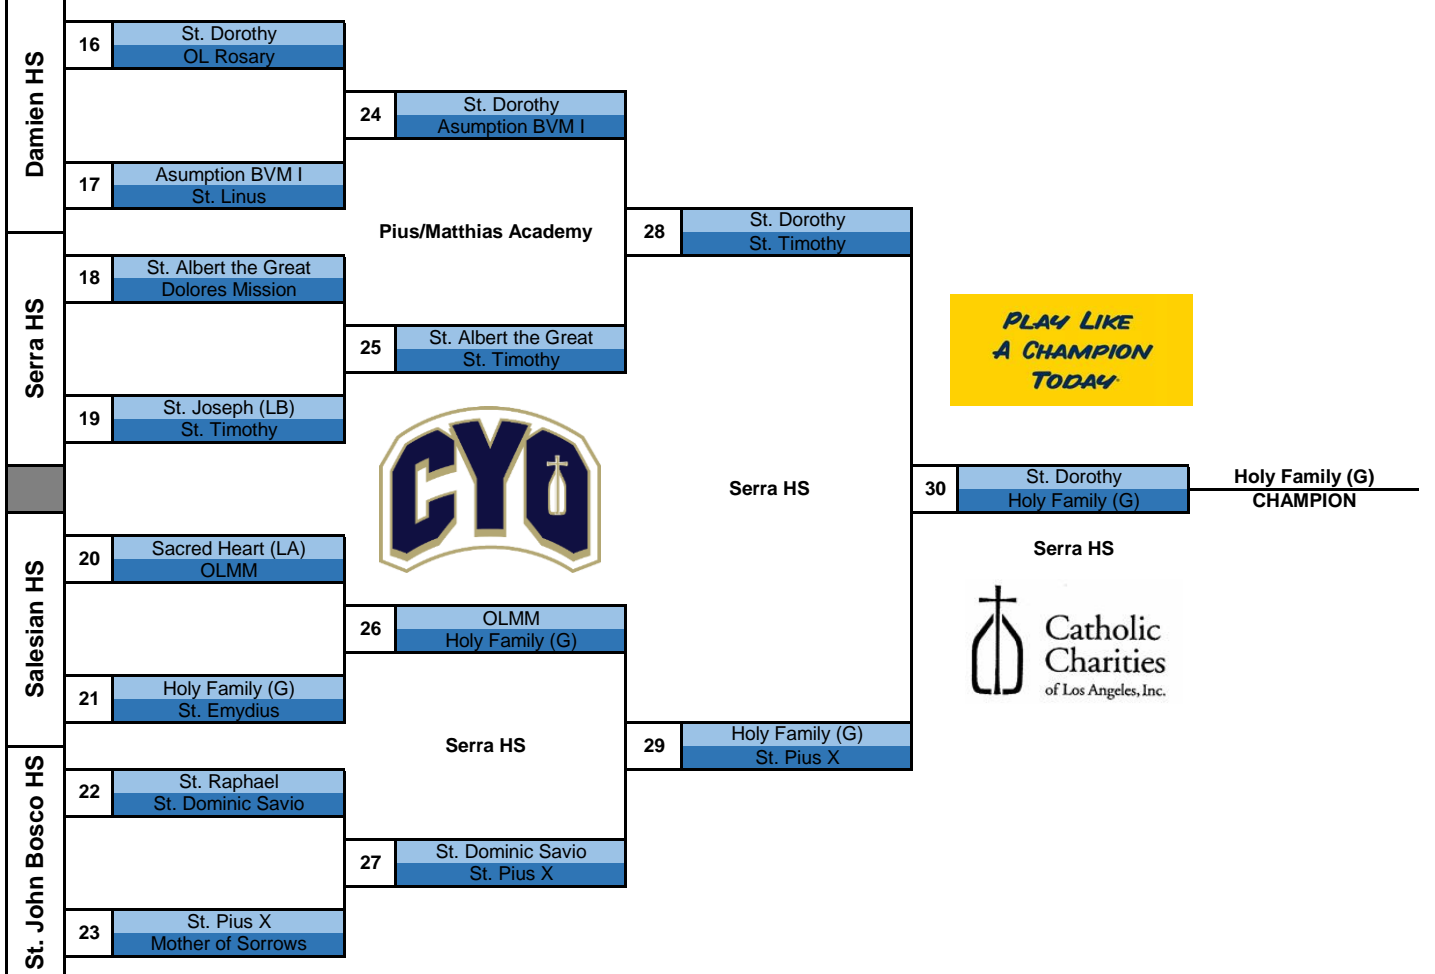 Damien HS
16
St. Dorothy
OL Rosary
24
St. Dorothy
Asumption BVM I
17
Asumption BVM I
St. Linus
Pius/Matthias Academy
28
St. Dorothy
St. Timothy
Serra HS
18
St. Albert the Great
Dolores Mission
25
St. Albert the Great
St. Timothy
19
St. Joseph (LB)
St. Timothy
PLAY LIKE
A CHAMPION
TODAY
CYO
Serra HS
30
St. Dorothy
Holy Family (G)
Holy Family (G)
CHAMPION
Serra HS
Salesian HS
20
Sacred Heart (LA)
OLMM
26
OLMM
Holy Family (G)
21
Holy Family (G)
St. Emydius
Catholic
Charities
of Los Angeles, Inc.
Serra HS
29
Holy Family (G)
St. Pius X
St. John Bosco HS
22
St. Raphael
St. Dominic Savio
27
St. Dominic Savio
St. Pius X
23
St. Pius X
Mother of Sorrows